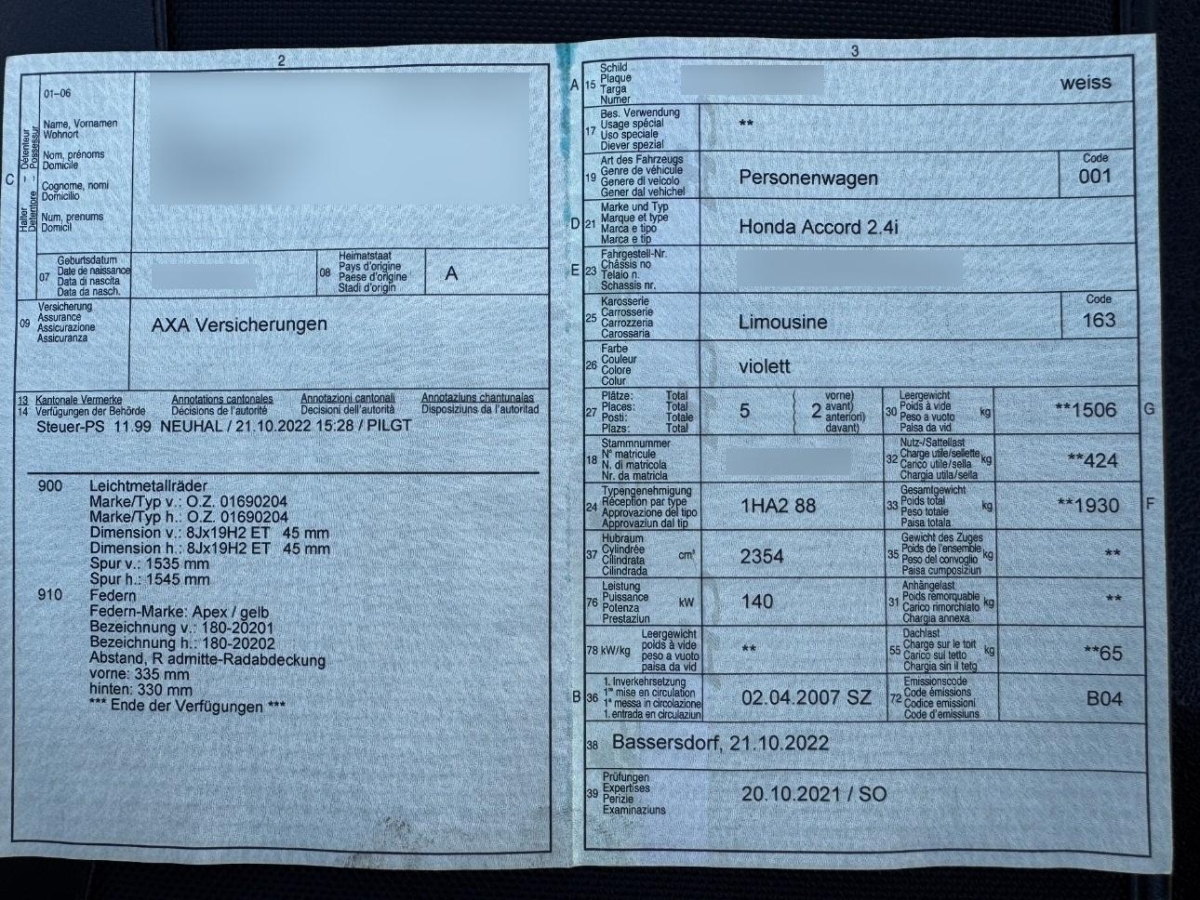 2
C
Halter – Détenteur
Detentore – Possessur
01–06
Name, Vornamen
Wohnort
Nom, prénoms
Domicile
Cognome, nomi
Domicilio
Num, prenums
Domicil
07
Geburtsdatum
Date de naissance
Data di nascita
Data da nasch.
08
Heimatstaat
Pays d'origine
Paese d'origine
Stadi d'origin
A
09
Versicherung
Assurance
Assicurazione
Assicuranza
AXA Versicherungen
13 Kantonale Vermerke Annotations cantonales Annotazioni cantonali Annotaziuns chantunalas
14 Verfügungen der Behörde Décisions de l'autorité Decisioni dell'autorità Disposiziuns da l'autoritad
Steuer-PS 11.99 NEUHAL / 21.10.2022 15:28 / PILGT
900 Leichtmetallräder
Marke/Typ v.: O.Z. 01690204
Marke/Typ h.: O.Z. 01690204
Dimension v.: 8Jx19H2 ET 45 mm
Dimension h.: 8Jx19H2 ET 45 mm
Spur v.: 1535 mm
Spur h.: 1545 mm
910 Federn
Federn-Marke: Apex / gelb
Bezeichnung v.: 180-20201
Bezeichnung h.: 180-20202
Abstand, R admitte-Radabdeckung
vorne: 335 mm
hinten: 330 mm
*** Ende der Verfügungen ***
3
A 15
Schild
Plaque
Targa
Numer
weiss
17
Bes. Verwendung
Usage spécial
Uso speciale
Diever spezial
**
19
Art des Fahrzeugs
Genre de véhicule
Genere di veicolo
Gener dal vehichel
Personenwagen
Code
001
D 21
Marke und Typ
Marque et type
Marca e tipo
Marca e tip
Honda Accord 2.4i
E 23
Fahrgestell-Nr.
Châssis no
Telaio n.
Schassis nr.
25
Karosserie
Carrosserie
Carrozzeria
Carossaria
Limousine
Code
163
26
Farbe
Couleur
Colore
Colur
violett
27
Plätze: Total
Places: Total
Posti: Totale
Plazs: Total
5
2
vorne)
avant)
anteriori)
davant)
30
Leergewicht
Poids à vide
Peso a vuoto
Paisa da vid
kg
**1506
G
18
Stammnummer
N° matricule
N. di matricola
Nr. da matricla
32
Nutz-/Sattellast
Charge utile/sellette
Carico utile/sella
Chargia utila/sella
kg
**424
24
Typengenehmigung
Réception par type
Approvazione del tipo
Approvaziun dal tip
1HA2 88
33
Gesamtgewicht
Poids total
Peso totale
Paisa totala
kg
**1930
F
37
Hubraum
Cylindrée
Cilindrata
Cilindrada
cm³
2354
35
Gewicht des Zuges
Poids de l'ensemble
Peso del convoglio
Paisa cumposiziun
kg
**
76
Leistung
Puissance
Potenza
Prestaziun
kW
140
31
Anhängelast
Poids remorquable
Carico rimorchiato
Chargia annexa
kg
**
78 kW/kg
Leergewicht
poids à vide
peso a vuoto
paisa da vid
**
55
Dachlast
Charge sur le toit
Carico sul tetto
Chargia sin il tetg
kg
**65
B 36
1. Inverkehrsetzung
1re mise en circulation
1a messa in circolazione
1. entrada en circulaziun
02.04.2007 SZ
72
Emissionscode
Code émissions
Codice emissioni
Code d'emissiuns
B04
38
Bassersdorf, 21.10.2022
39
Prüfungen
Expertises
Perizie
Examinaziuns
20.10.2021 / SO